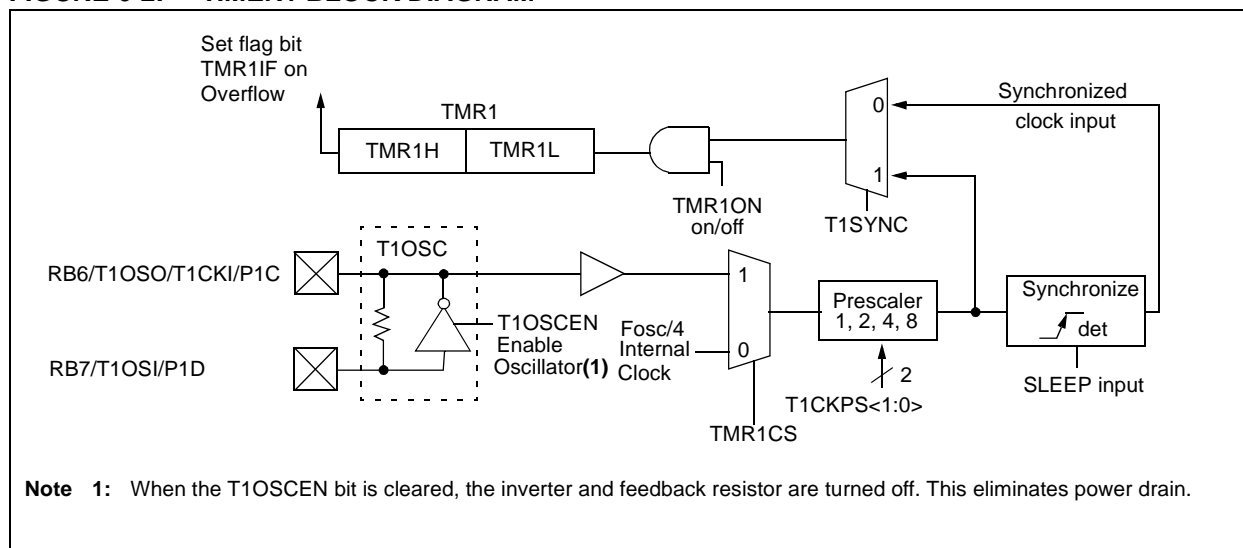 Set flag bit
TMR1IF on
Overflow
TMR1
TMR1H
TMR1L
TMR1ON
on/off
0
1
T1SYNC
Synchronized
clock input
RB6/T1OSO/T1CKI/P1C
T1OSC
RB7/T1OSI/P1D
T1OSCEN
Enable
Oscillator(1)
Fosc/4
Internal
Clock
1
0
TMR1CS
Prescaler
1, 2, 4, 8
2
T1CKPS<1:0>
Synchronize
det
SLEEP input
Note 1: When the T1OSCEN bit is cleared, the inverter and feedback resistor are turned off. This eliminates power drain.